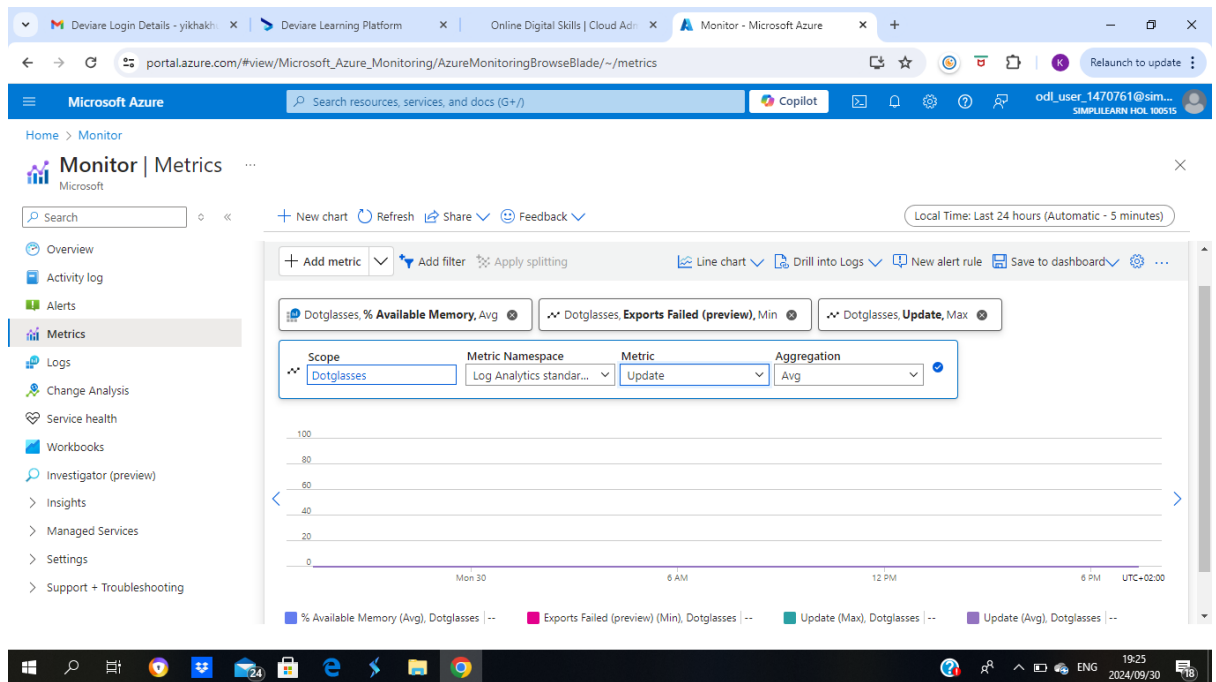 Deviare Login Details - yikhakh
Deviare Learning Platform
Online Digital Skills | Cloud Adm
Monitor - Microsoft Azure
portal.azure.com/#view/Microsoft_Azure_Monitoring/AzureMonitoringBrowseBlade/~/metrics
K
Relaunch to update
Microsoft Azure
Search resources, services, and docs (G+/)
Copilot
odl_user_1470761@sim...
SIMPLILEARN HOL 100515
Home > Monitor
Monitor | Metrics ...
Microsoft
Search
New chart
Refresh
Share
Feedback
Local Time: Last 24 hours (Automatic - 5 minutes)
Overview
Activity log
Alerts
Metrics
Logs
Change Analysis
Service health
Workbooks
Investigator (preview)
Insights
Managed Services
Settings
Support + Troubleshooting
Add metric
Add filter
Apply splitting
Line chart
Drill into Logs
New alert rule
Save to dashboard
...
Dotglasses, % Available Memory, Avg
Dotglasses, Exports Failed (preview), Min
Dotglasses, Update, Max
Scope
Metric Namespace
Metric
Aggregation
Dotglasses
Log Analytics standar...
Update
Avg
100
80
60
40
20
0
Mon 30
6 AM
12 PM
6 PM
UTC+02:00
% Available Memory (Avg), Dotglasses | --
Exports Failed (preview) (Min), Dotglasses | --
Update (Max), Dotglasses | --
Update (Avg), Dotglasses | --
24
ENG
19:25
2024/09/30
18